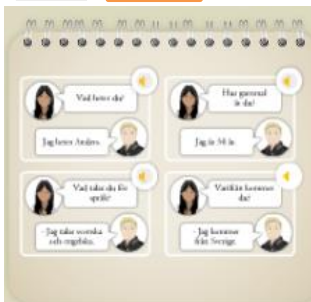 Vad heter du?
Jag heter Anders.
Hur gammal
är du?
Jag är
år.
Vad talar du för
språk?
- Jag talar svenska
och engelska.
Varifrån kommer
du?
- Jag kommer
från Sverige.